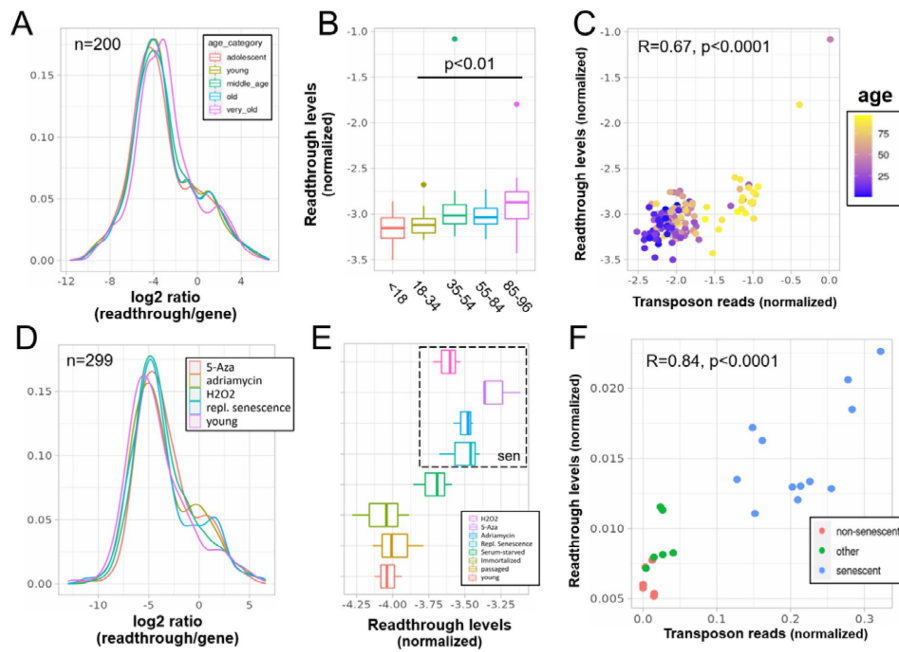 A
n=200
age_category
adolescent
young
middle_age
old
very_old
0.15
0.10
0.05
0.00
-12
-8
-4
0
4
log2 ratio
(readthrough/gene)
B
Readthrough levels
(normalized)
-1.0
-1.5
-2.0
-2.5
-3.0
-3.5
p<0.01
<18
18-34
35-54
55-84
85-96
C
Readthrough levels (normalized)
-1.0
-1.5
-2.0
-2.5
-3.0
-3.5
R=0.67, p<0.0001
-2.5
-2.0
-1.5
-1.0
-0.5
0.0
Transposon reads (normalized)
age
75
50
25
D
n=299
5-Aza
adriamycin
H2O2
repl. senescence
young
0.15
0.10
0.05
0.00
-10
-5
0
5
log2 ratio
(readthrough/gene)
E
sen
H2O2
5-Aza
Adriamycin
Repl. Senescence
Serum-starved
Immortalized
passaged
young
-4.25
-4.00
-3.75
-3.50
-3.25
Readthrough levels
(normalized)
F
Readthrough levels (normalized)
R=0.84, p<0.0001
0.020
0.015
0.010
0.005
non-senescent
other
senescent
0.0
0.1
0.2
0.3
Transposon reads (normalized)